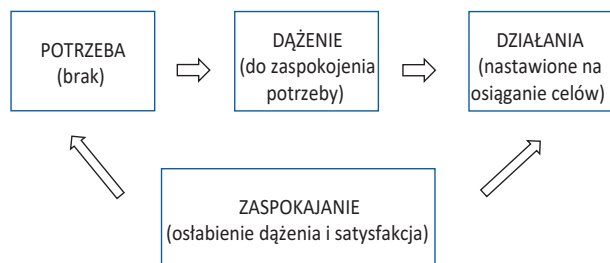 POTRZEBA
(brak)
DĄŻENIE
(do zaspokojenia
potrzeby)
DZIAŁANIA
(nastawione na
osiąganie celów)
ZASPOKAJANIE
(osłabienie dążenia i satysfakcja)